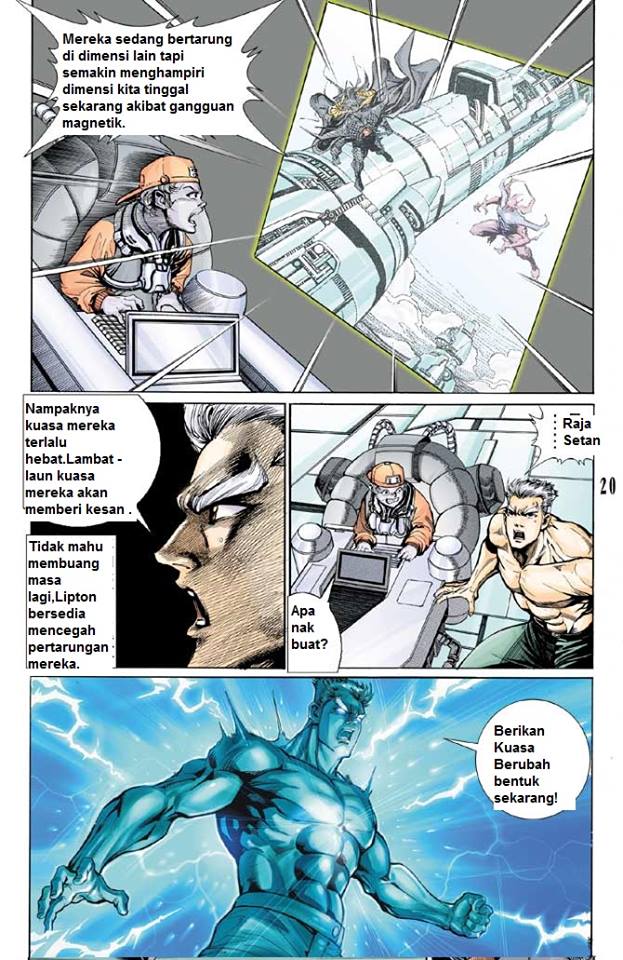 Mereka sedang bertarung
di dimensi lain tapi
semakin menghampiri
dimensi kita tinggal
sekarang akibat gangguan
magnetik.
Nampaknya
kuasa mereka
terlalu
hebat.Lambat -
laun kuasa
mereka akan
memberi kesan .
Tidak mahu
membuang
masa
lagi,Lipton
bersedia
mencegah
pertarungan
mereka.
Raja
Setan
Apa
nak
buat?
20
Berikan
Kuasa
Berubah
bentuk
sekarang!